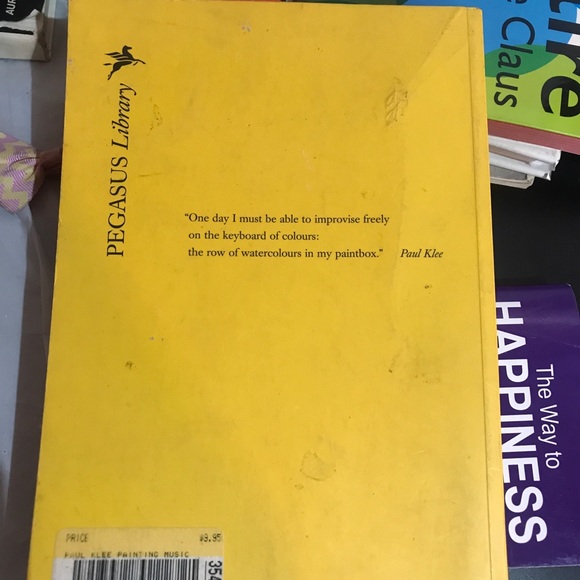 PEGASUS Library
"One day I must be able to improvise freely
on the keyboard of colours:
the row of watercolours in my paintbox." Paul Klee
PRICE $9.95
PAUL KLEE PAINTING MUSIC
354
Claus
The Way to
HAPPINESS